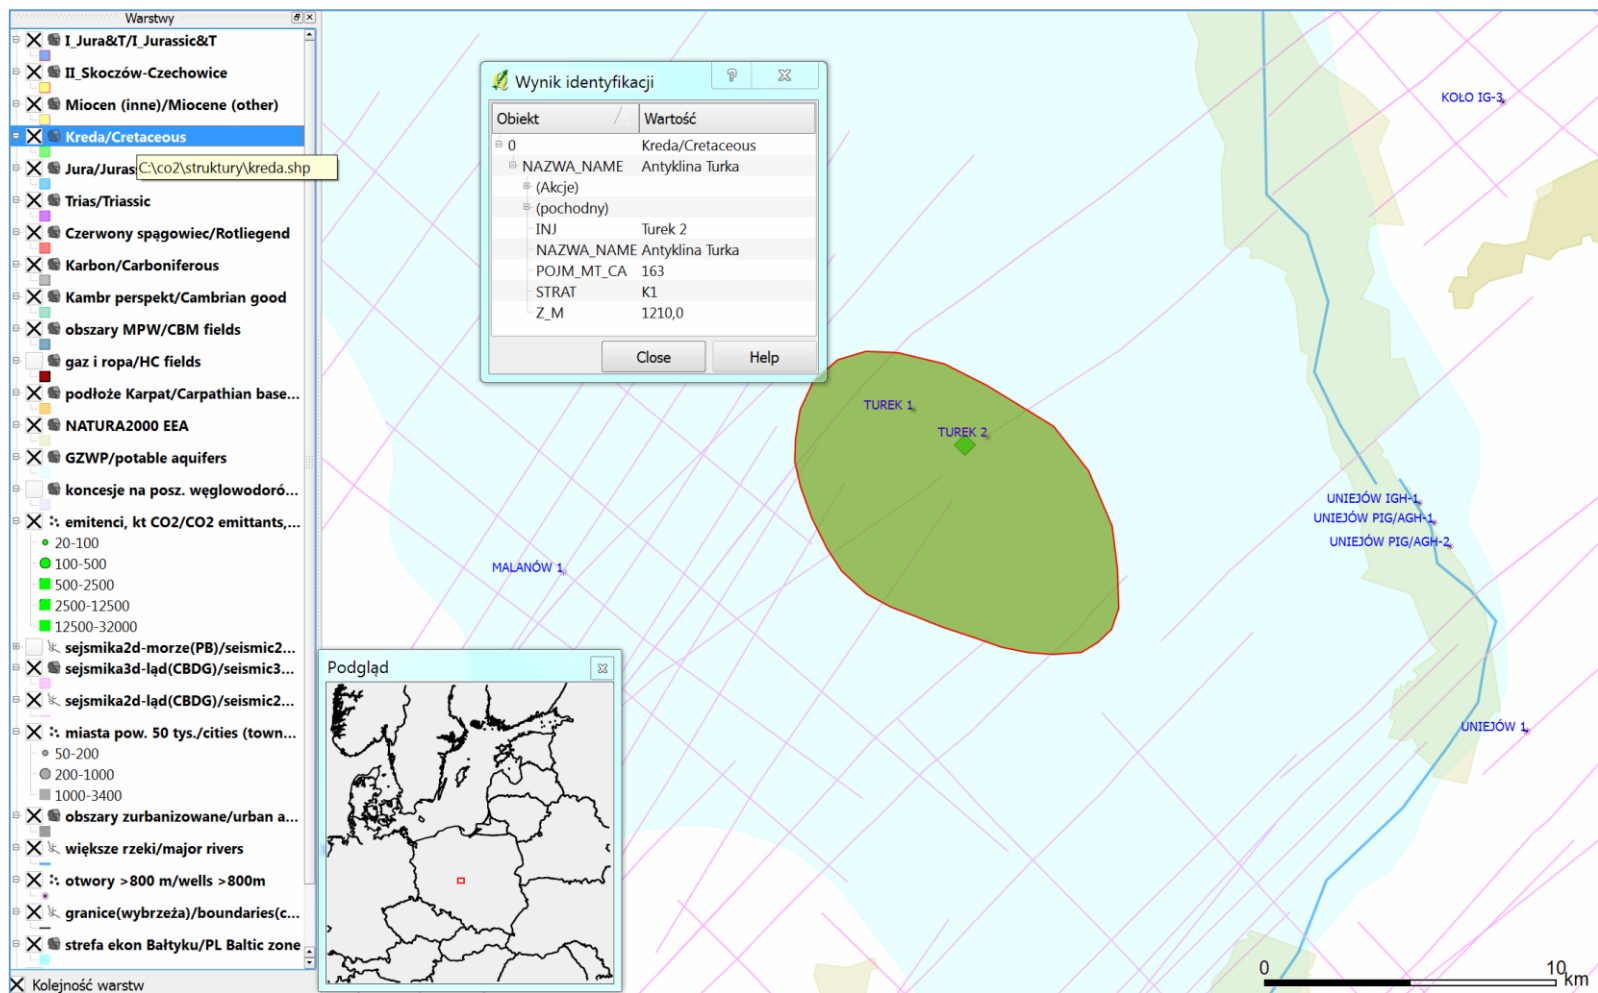 Warstwy
I_Jura&T/I_Jurassic&T
II_Skoczów-Czechowice
Miocen (inne)/Miocene (other)
Kreda/Cretaceous
C:\co2\struktury\kreda.shp
Jura/Juras
Trias/Triassic
Czerwony spągowiec/Rotliegend
Karbon/Carboniferous
Kambr perspekt/Cambrian good
obszary MPW/CBM fields
gaz i ropa/HC fields
podłoże Karpat/Carpathian base...
NATURA2000 EEA
GZWP/potable aquifers
koncesje na posz. węglowodoró...
emitenci, kt CO2/CO2 emittants,...
20-100
100-500
500-2500
2500-12500
12500-32000
sejsmika2d-morze(PB)/seismic2...
sejsmika3d-ląd(CBDG)/seismic3...
sejsmika2d-ląd(CBDG)/seismic2...
miasta pow. 50 tys./cities (town...
50-200
200-1000
1000-3400
obszary zurbanizowane/urban a...
większe rzeki/major rivers
otwory >800 m/wells >800m
granice(wybrzeża)/boundaries(c...
strefa ekon Bałtyku/PL Baltic zone
Kolejność warstw
Wynik identyfikacji
?
Obiekt Wartość
0 Kreda/Cretaceous
NAZWA_NAME Antyklina Turka
(Akcje)
(pochodny)
INJ Turek 2
NAZWA_NAME Antyklina Turka
POJM_MT_CA 163
STRAT K1
Z_M 1210,0
Close Help
KOŁO IG-3
TUREK 1
TUREK 2
UNIEJÓW IGH-1
UNIEJÓW PIG/AGH-1
UNIEJÓW PIG/AGH-2
MALANÓW 1
UNIEJÓW 1
Podgląd
0 10
km